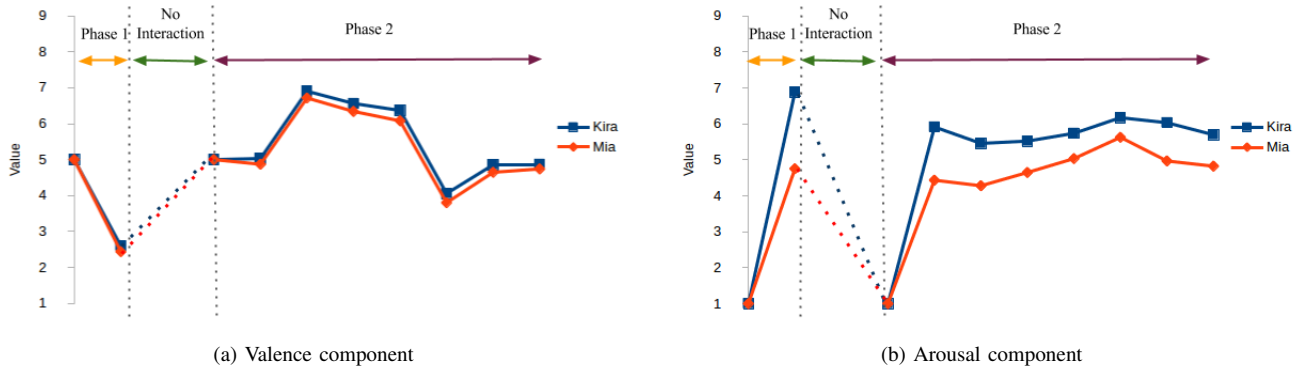 9
8
7
6
5
4
3
2
1
Value
Phase 1
No
Interaction
Phase 2
Kira
Mia
(a) Valence component
9
8
7
6
5
4
3
2
1
Value
Phase 1
No
Interaction
Phase 2
Kira
Mia
(b) Arousal component